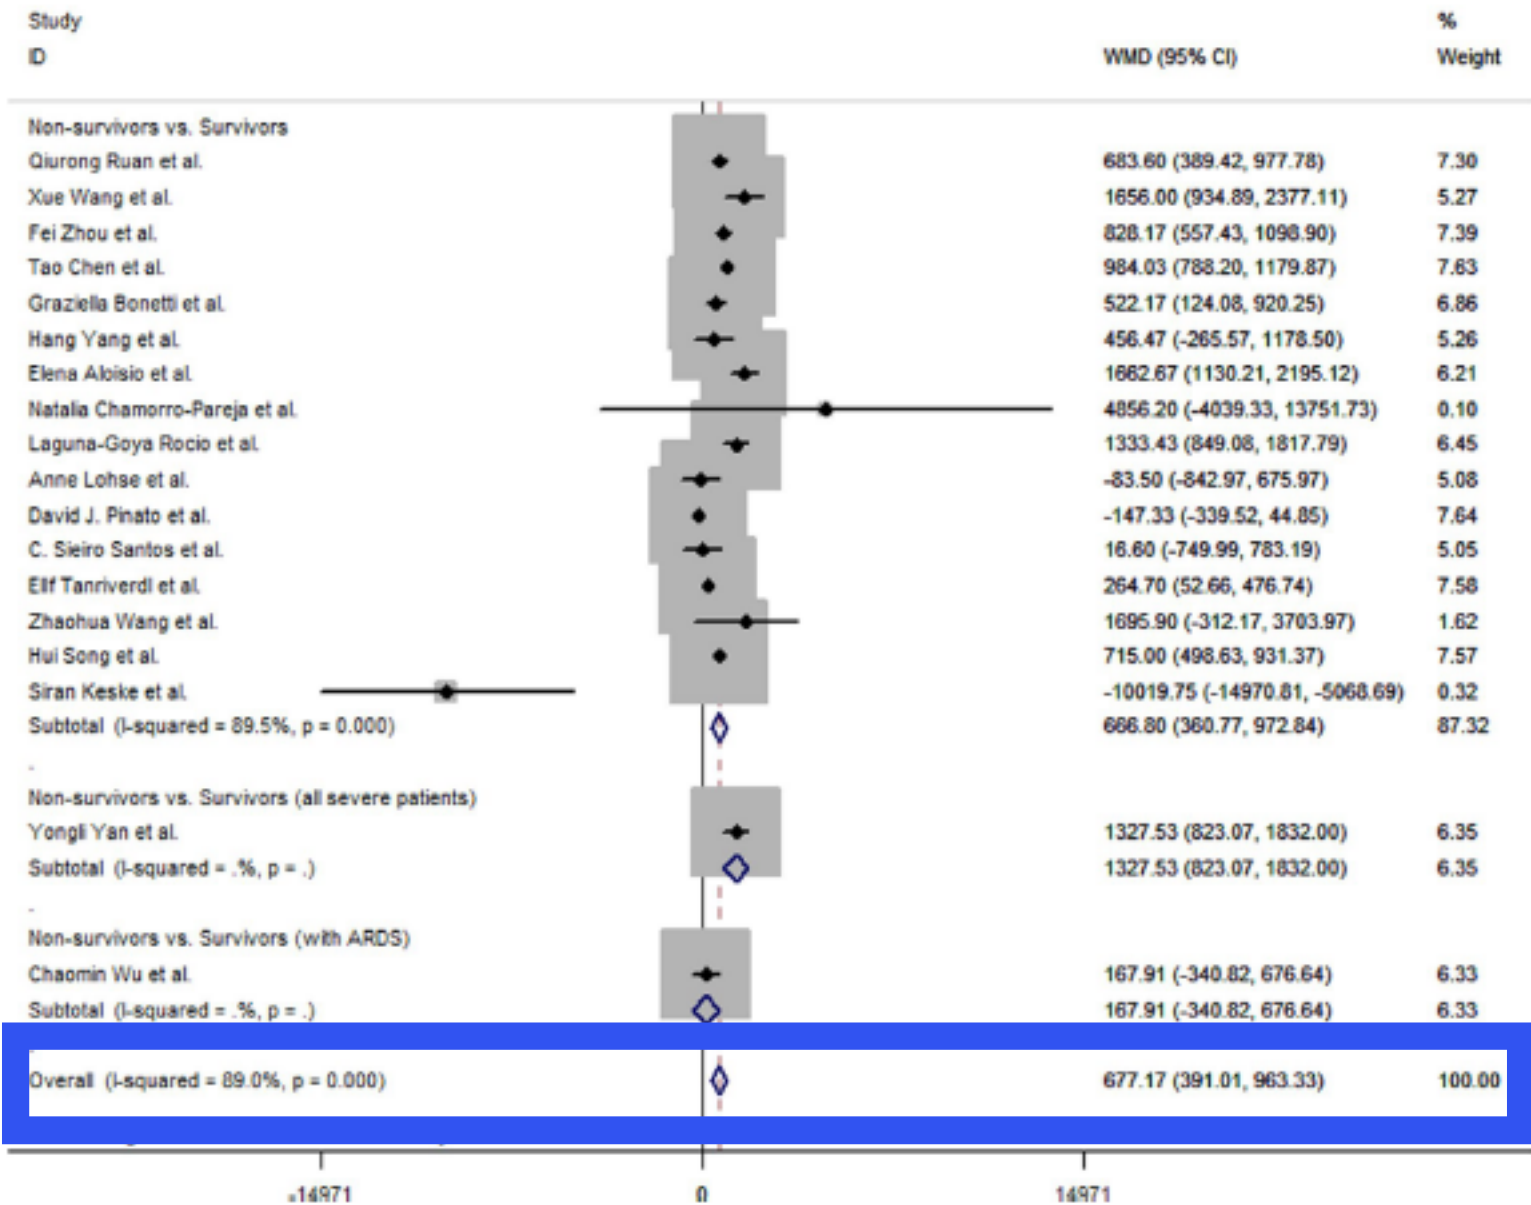 Study %
ID WMD (95% CI) Weight
Non-survivors vs. Survivors
Qiurong Ruan et al. 683.60 (389.42, 977.78) 7.30
Xue Wang et al. 1656.00 (934.89, 2377.11) 5.27
Fei Zhou et al. 828.17 (557.43, 1098.90) 7.39
Tao Chen et al. 984.03 (788.20, 1179.87) 7.63
Graziella Bonetti et al. 522.17 (124.08, 920.25) 6.86
Hang Yang et al. 456.47 (-265.57, 1178.50) 5.26
Elena Aloisio et al. 1662.67 (1130.21, 2195.12) 6.21
Natalia Chamorro-Pareja et al. 4856.20 (-4039.33, 13751.73) 0.10
Laguna-Goya Rocio et al. 1333.43 (849.08, 1817.79) 6.45
Anne Lohse et al. -83.50 (-842.97, 675.97) 5.08
David J. Pinato et al. -147.33 (-339.52, 44.85) 7.64
C. Sieiro Santos et al. 16.60 (-749.99, 783.19) 5.05
Elif Tanriverdi et al. 264.70 (52.66, 476.74) 7.58
Zhaohua Wang et al. 1695.90 (-312.17, 3703.97) 1.62
Hui Song et al. 715.00 (498.63, 931.37) 7.57
Siran Keske et al. -10019.75 (-14970.81, -5068.69) 0.32
Subtotal (I-squared = 89.5%, p = 0.000) 666.80 (360.77, 972.84) 87.32
.
Non-survivors vs. Survivors (all severe patients)
Yongli Yan et al. 1327.53 (823.07, 1832.00) 6.35
Subtotal (I-squared = .%, p = .) 1327.53 (823.07, 1832.00) 6.35
.
Non-survivors vs. Survivors (with ARDS)
Chaomin Wu et al. 167.91 (-340.82, 676.64) 6.33
Subtotal (I-squared = .%, p = .) 167.91 (-340.82, 676.64) 6.33
Overall (I-squared = 89.0%, p = 0.000) 677.17 (391.01, 963.33) 100.00
-14971 0 14971